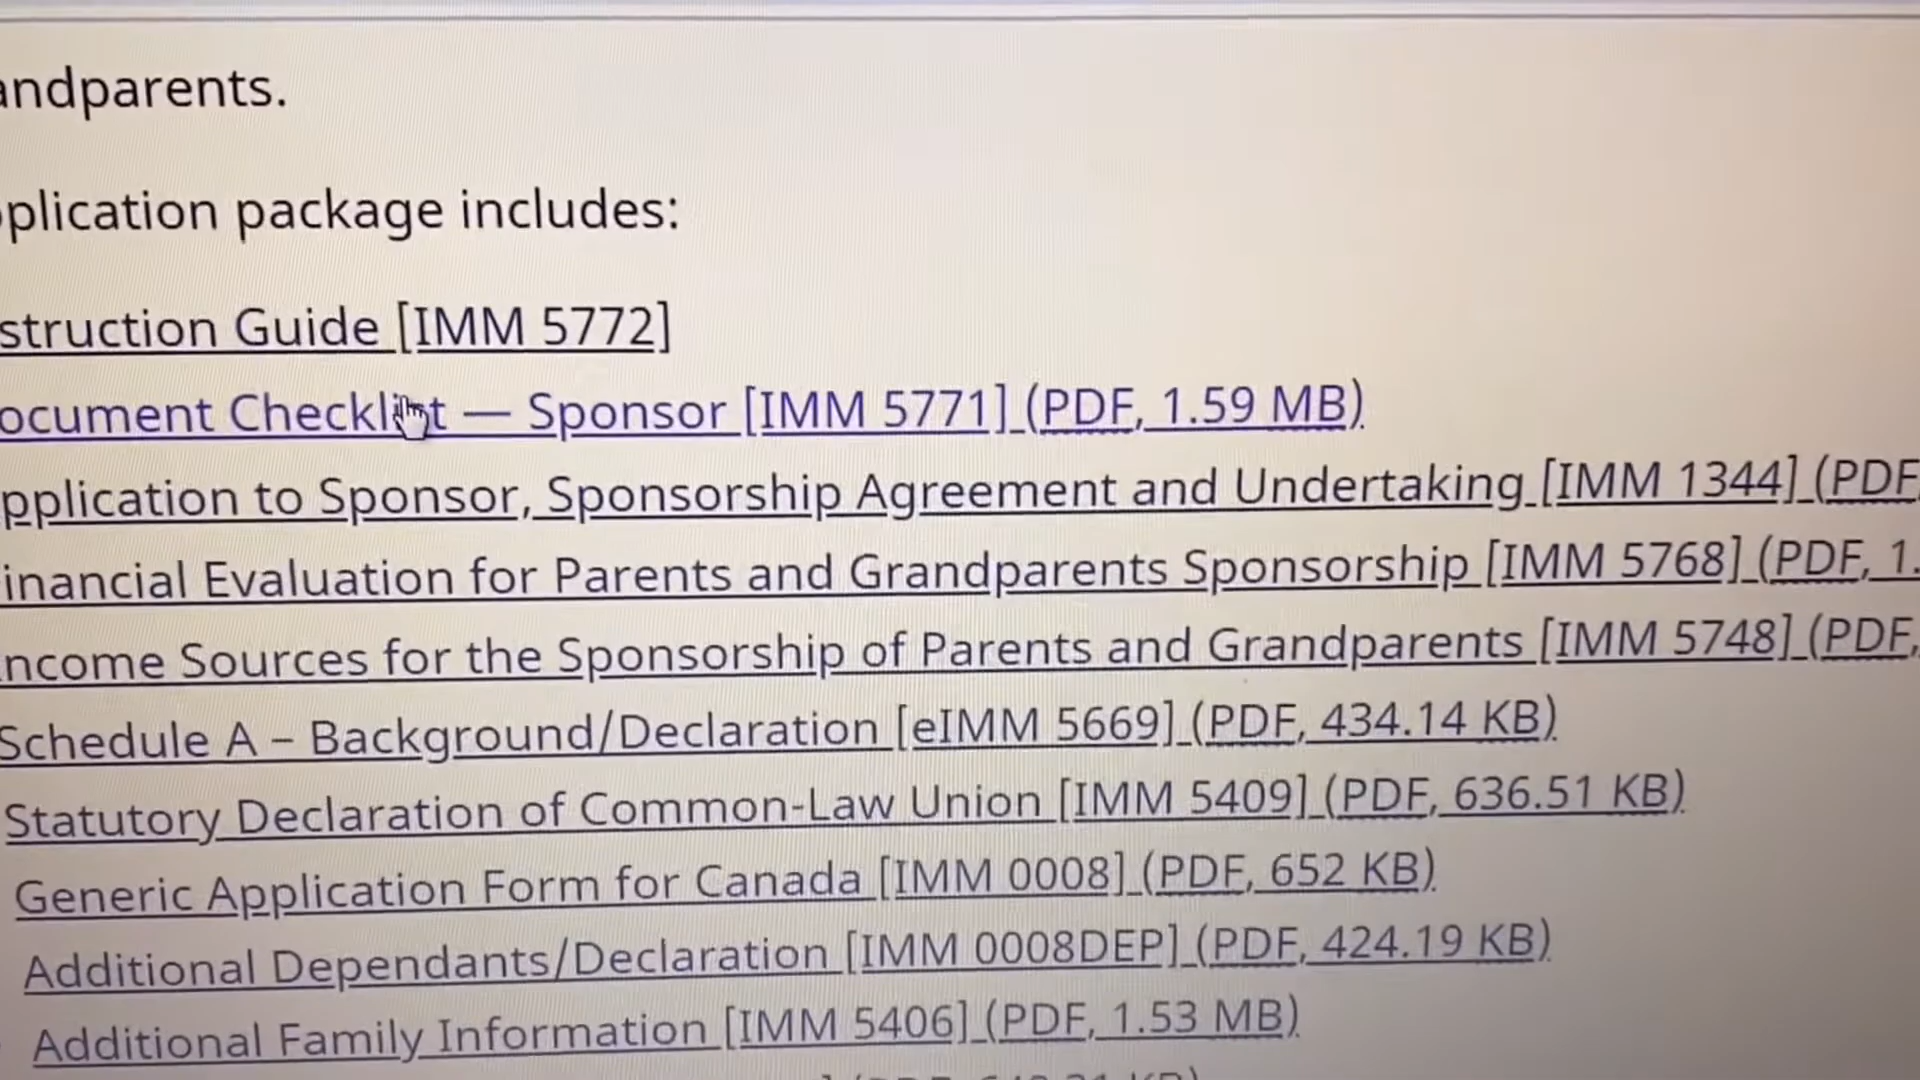 andparents.
plication package includes:
struction Guide [IMM 5772]
ocument Checklist — Sponsor [IMM 5771] (PDF, 1.59 MB)
pplication to Sponsor, Sponsorship Agreement and Undertaking [IMM 1344] (PDF
inancial Evaluation for Parents and Grandparents Sponsorship [IMM 5768] (PDF, 1.
ncome Sources for the Sponsorship of Parents and Grandparents [IMM 5748] (PDF,
Schedule A – Background/Declaration [eIMM 5669] (PDF, 434.14 KB)
Statutory Declaration of Common-Law Union [IMM 5409] (PDF, 636.51 KB)
Generic Application Form for Canada [IMM 0008] (PDF, 652 KB)
Additional Dependants/Declaration [IMM 0008DEP] (PDF, 424.19 KB)
Additional Family Information [IMM 5406] (PDF, 1.53 MB)